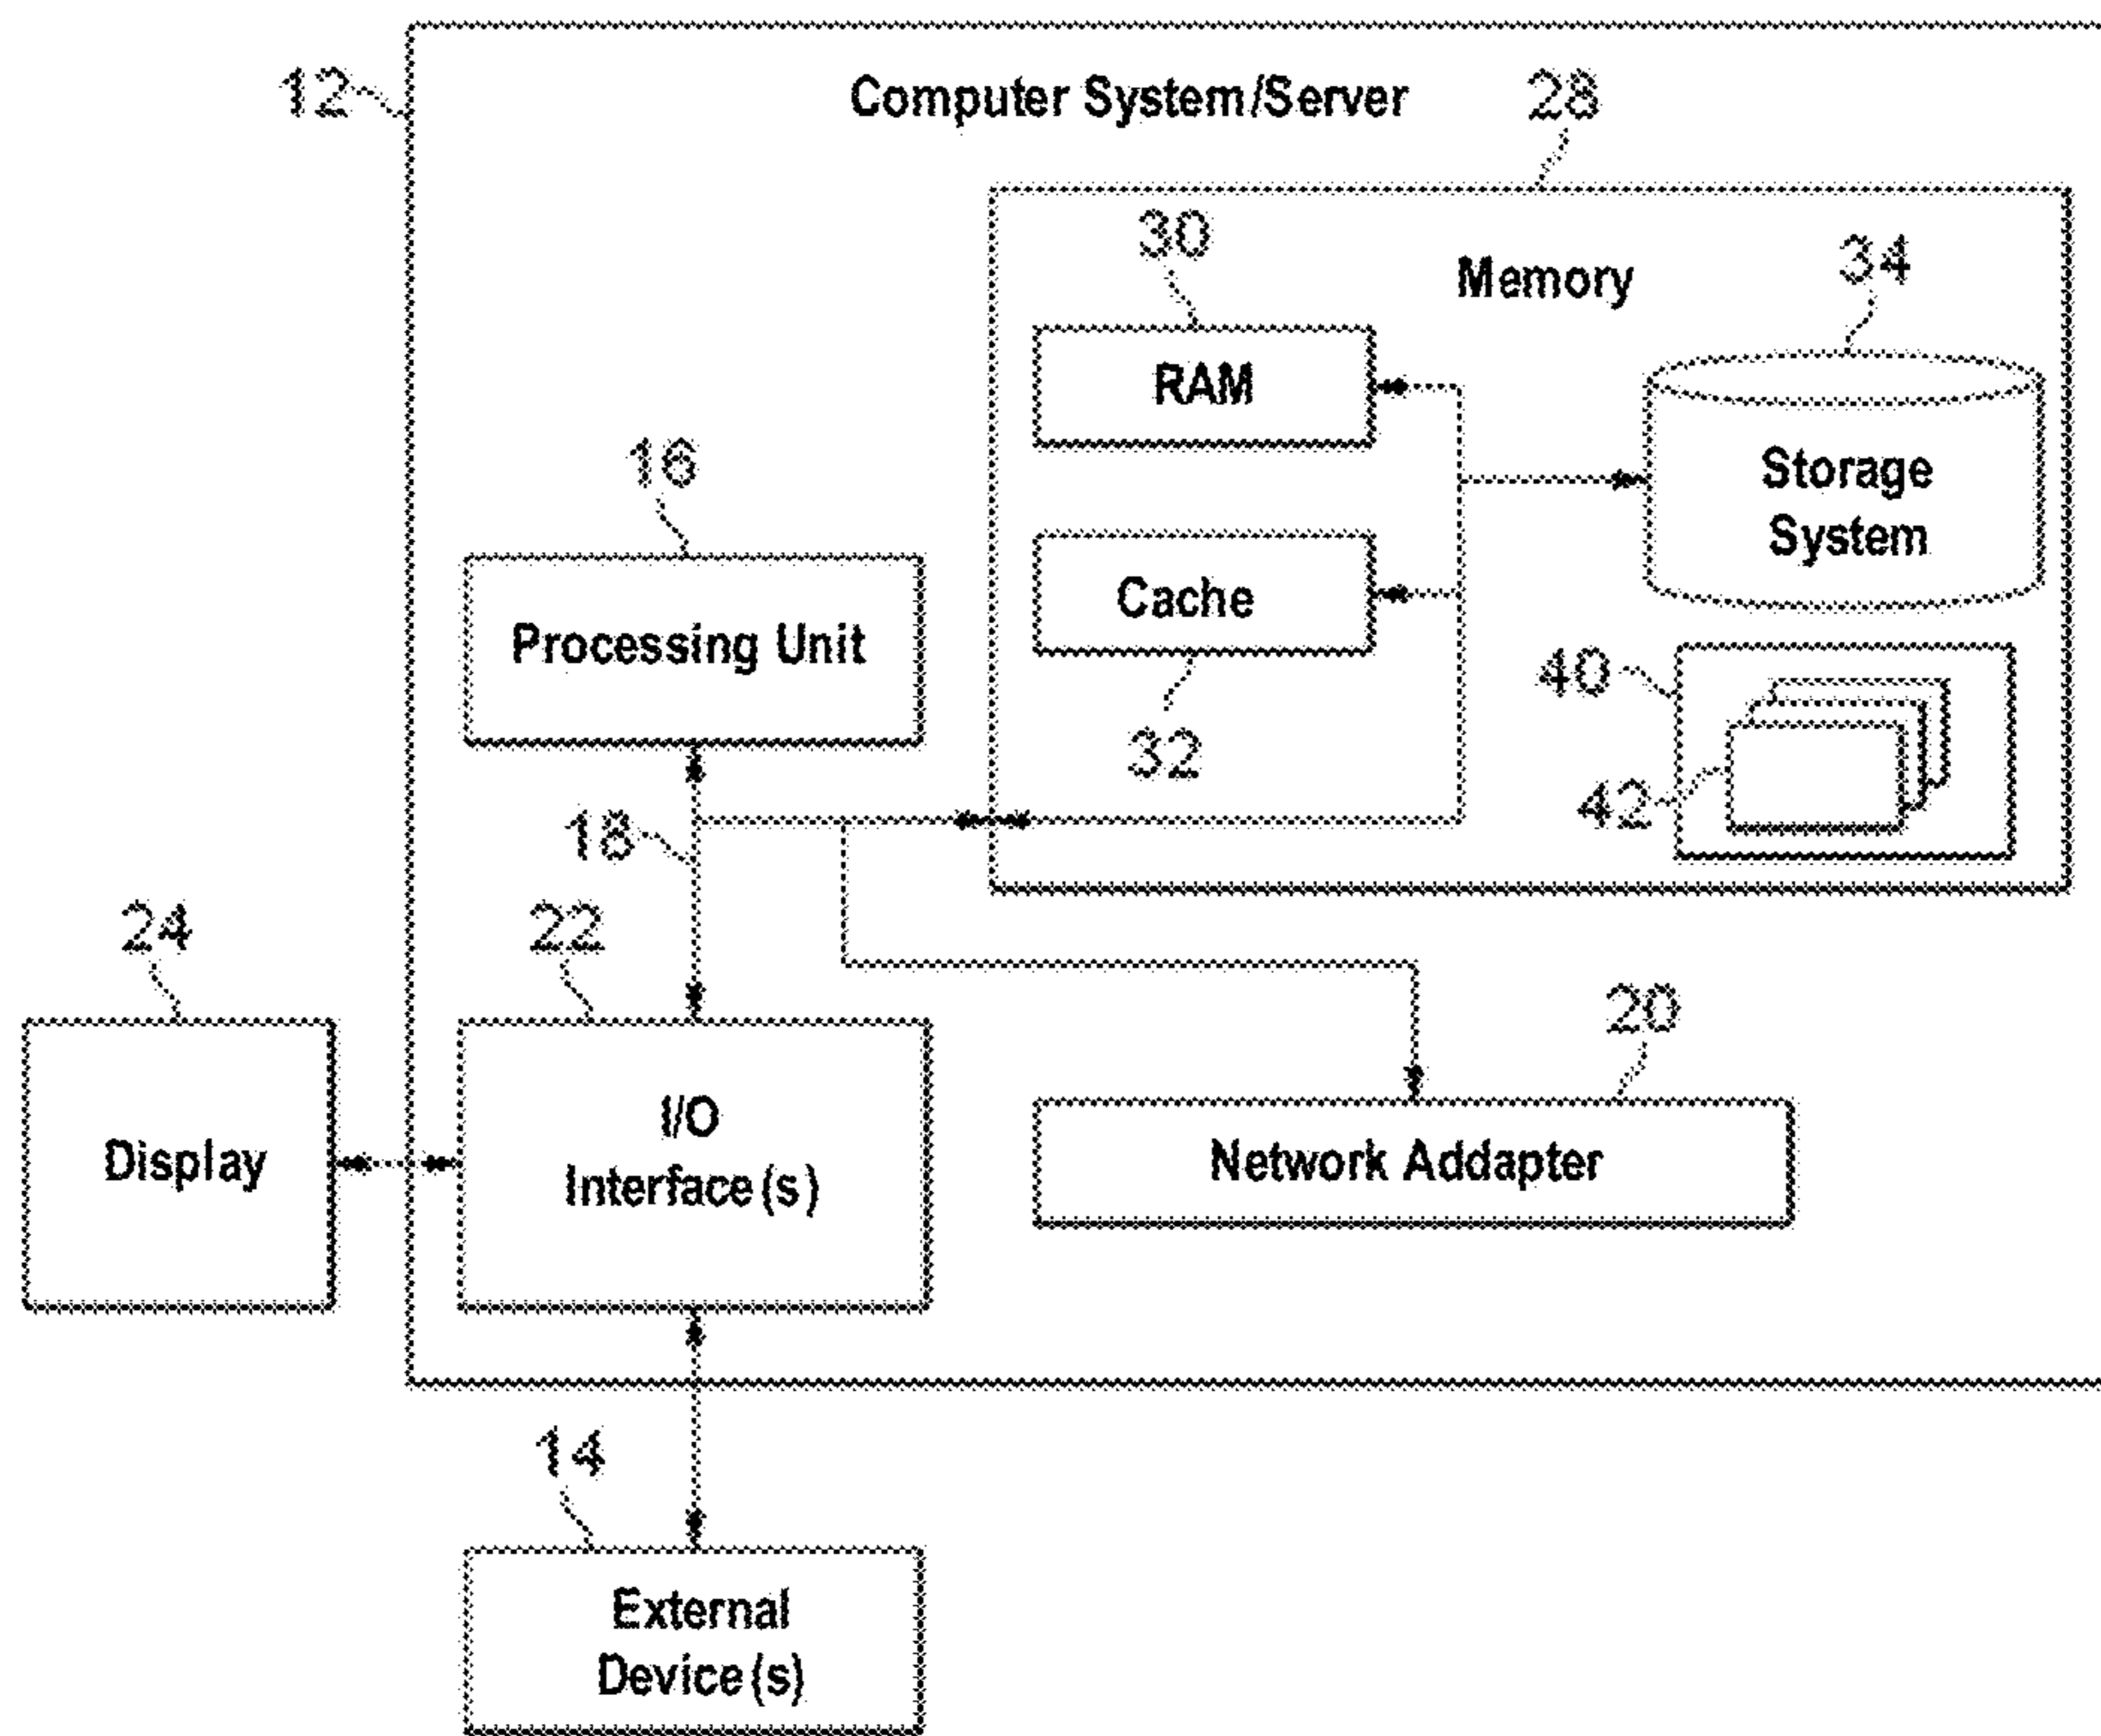 12
Computer System/Server
28
30
Memory
34
RAM
16
Storage
System
Cache
Processing Unit
40
32
42
18
24
22
20
I/O
Interface(s)
Display
Network Addapter
14
External
Device(s)